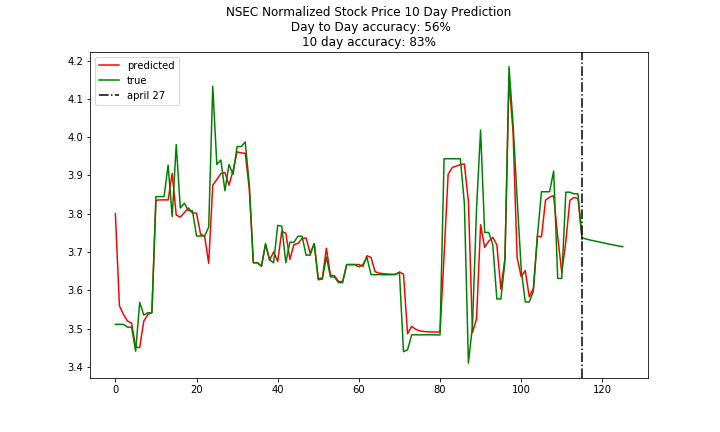 NSEC Normalized Stock Price 10 Day Prediction
Day to Day accuracy: 56%
10 day accuracy: 83%
predicted
true
april 27
4.2
4.1
4.0
3.9
3.8
3.7
3.6
3.5
3.4
0 20 40 60 80 100 120